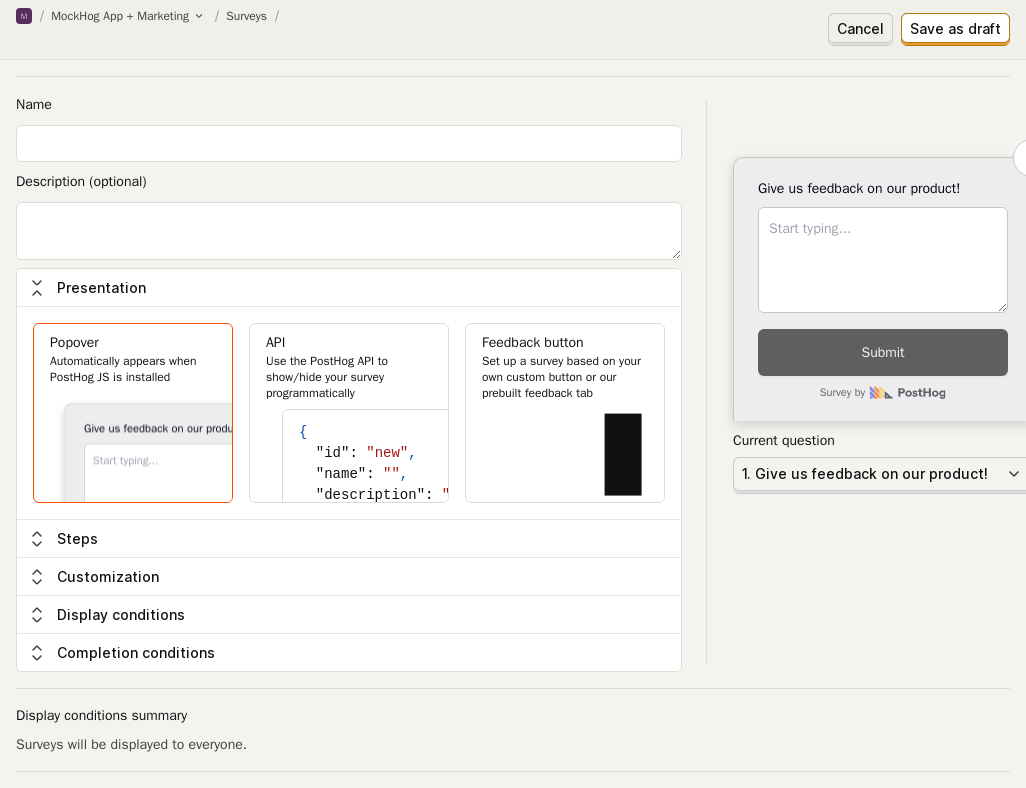 M / MockHog App + Marketing / Surveys /
Cancel
Save as draft
Name
Description (optional)
Presentation
Popover
Automatically appears when
PostHog JS is installed
Give us feedback on our produ
Start typing...
API
Use the PostHog API to
show/hide your survey
programmatically
{
"id": "new",
"name": "",
"description": "
Feedback button
Set up a survey based on your
own custom button or our
prebuilt feedback tab
Steps
Customization
Display conditions
Completion conditions
Give us feedback on our product!
Start typing...
Submit
Survey by PostHog
Current question
1. Give us feedback on our product!
Display conditions summary
Surveys will be displayed to everyone.